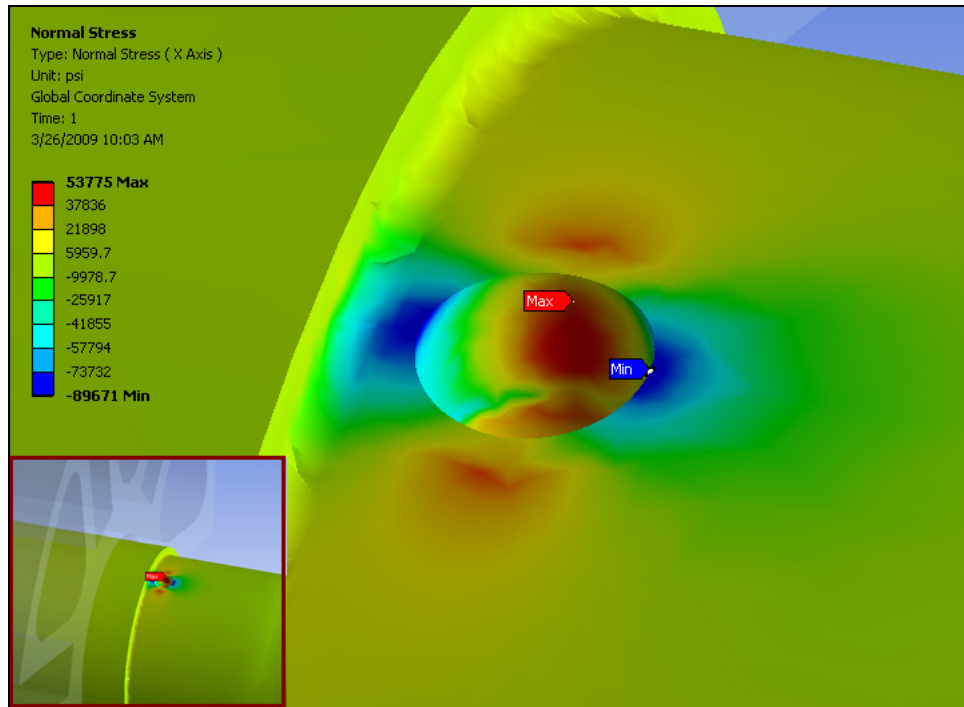 Normal Stress
Type: Normal Stress ( X Axis )
Unit: psi
Global Coordinate System
Time: 1
3/26/2009 10:03 AM
53775 Max
37836
21898
5959.7
-9978.7
-25917
-41855
-57794
-73732
-89671 Min
Max
Min
Max